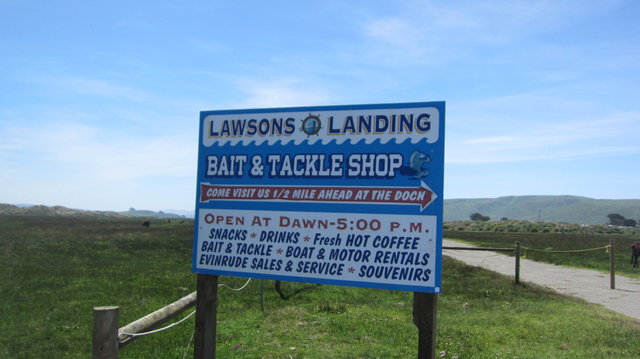 LAWSONS LANDING
BAIT & TACKLE SHOP
COME VISIT US 1/2 MILE AHEAD AT THE DOCK
OPEN AT DAWN-5:00 P.M.
SNACKS * DRINKS * Fresh HOT COFFEE
BAIT & TACKLE * BOAT & MOTOR RENTALS
EVINRUDE SALES & SERVICE * SOUVENIRS